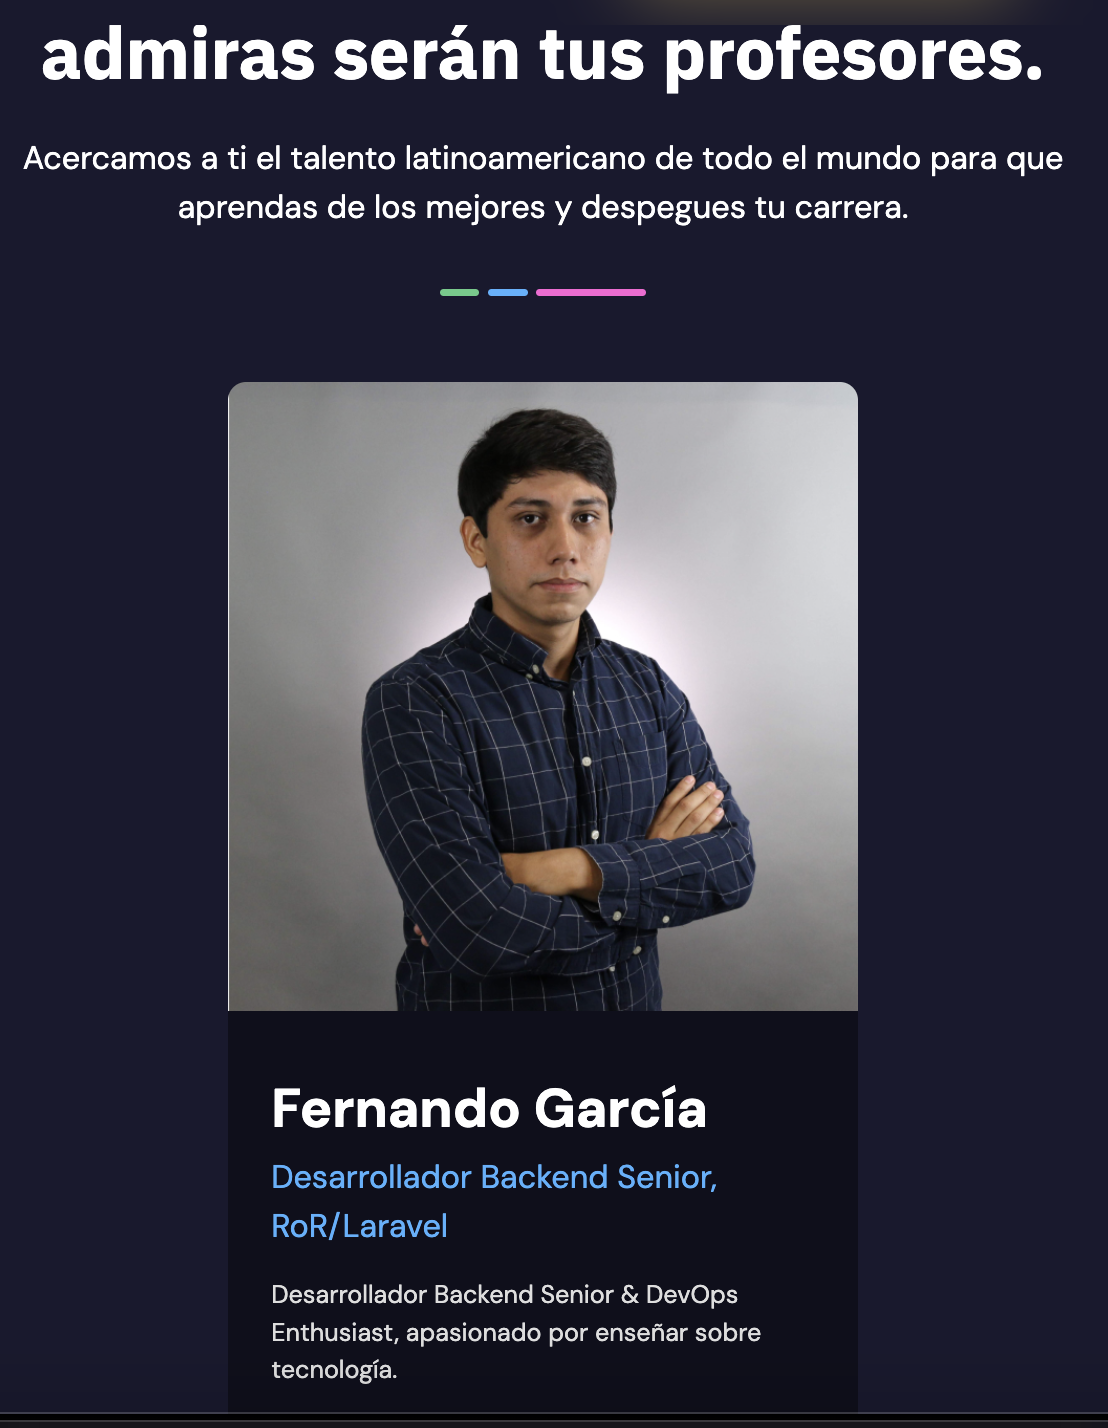 admiras serán tus profesores.
Acercamos a ti el talento latinoamericano de todo el mundo para que
aprendas de los mejores y despegues tu carrera.
Fernando García
Desarrollador Backend Senior,
RoR/Laravel
Desarrollador Backend Senior & DevOps
Enthusiast, apasionado por enseñar sobre
tecnología.